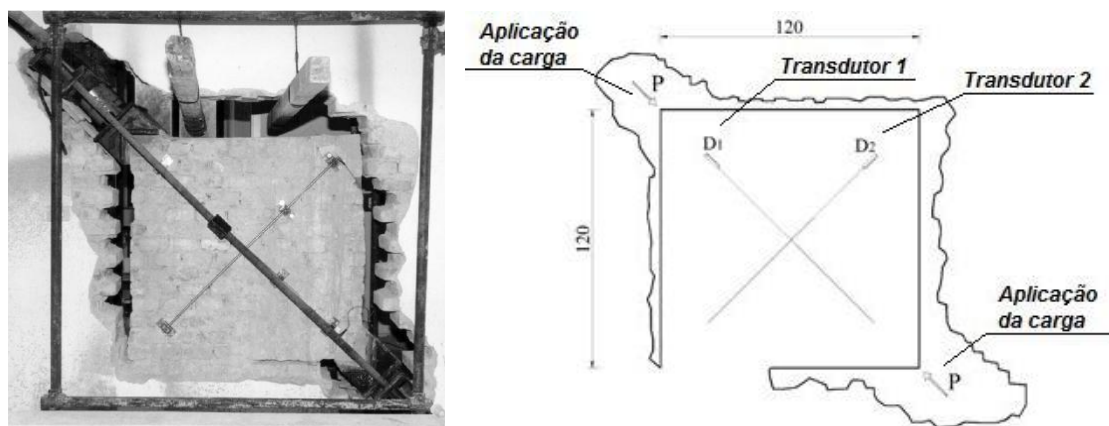 120
Aplicação
da carga
P
Transdutor 1
Transdutor 2
D1
D2
120
Aplicação
da carga
P